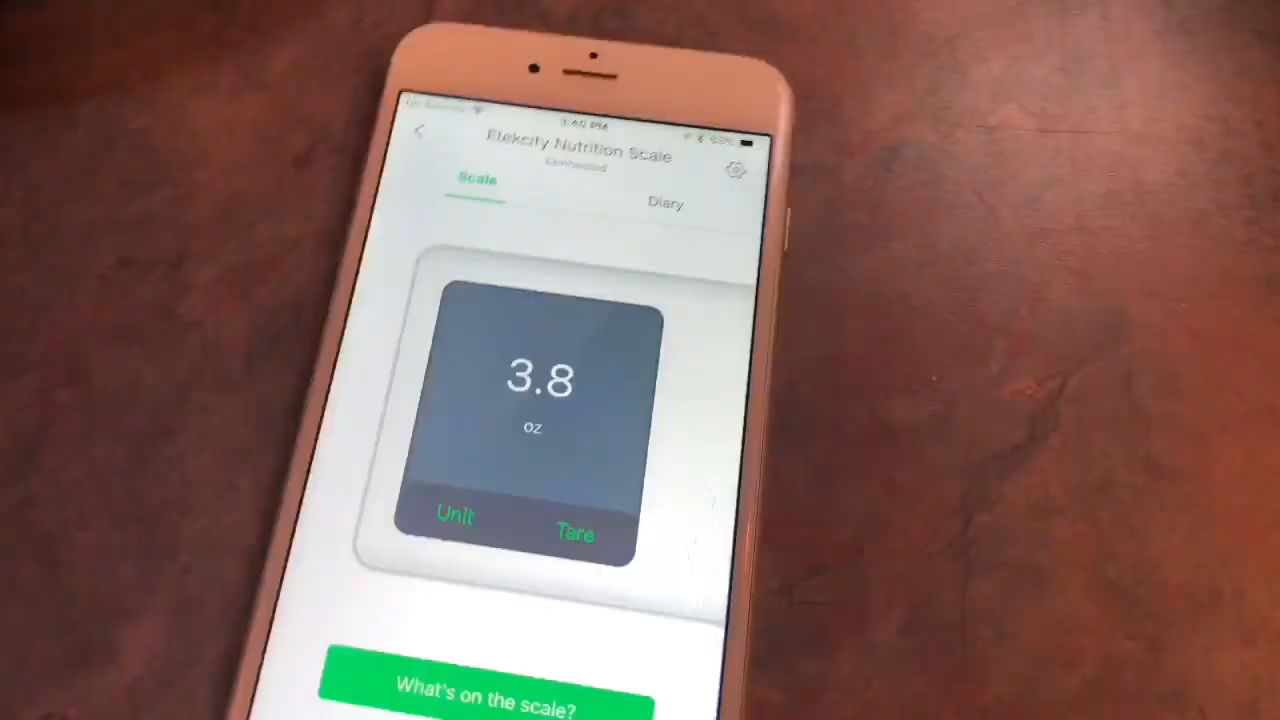 Etekcity Nutrition Scale
Connected
Scale
Diary
3.8
oz
Unit
Tare
What's on the scale?